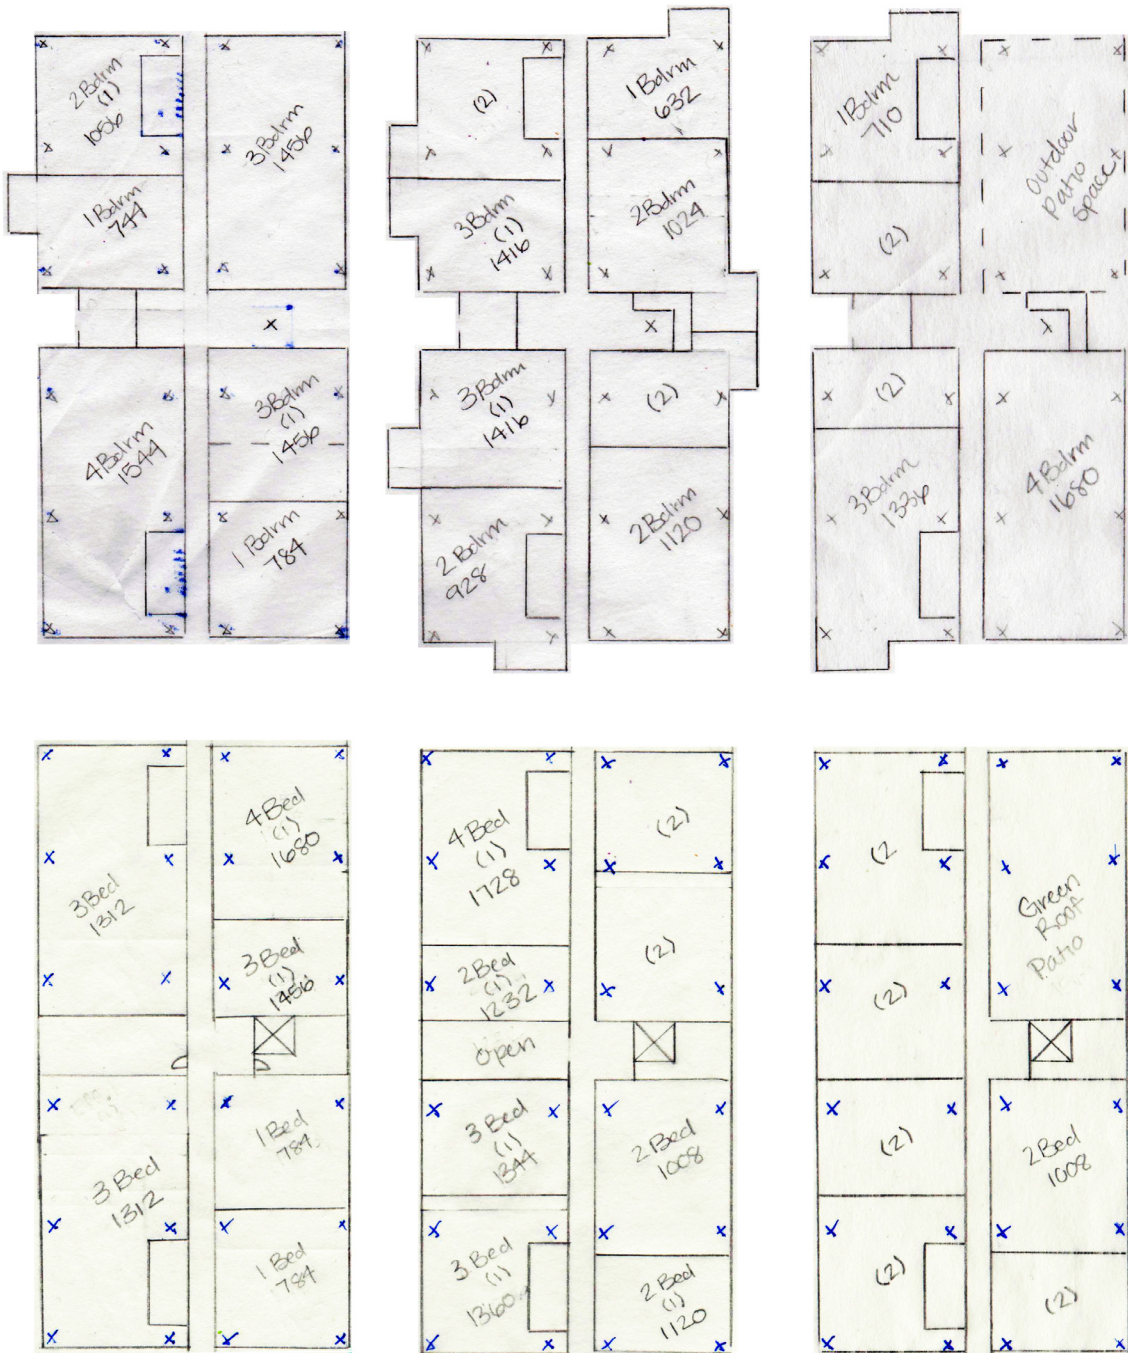 2 Bdrm
(1)
1056
3 Bdrm
1456
1 Bdrm
744
4 Bdrm
1544
3 Bdrm
(1)
1456
1 Bdrm
784
(2)
1 Bdrm
632
3 Bdrm
(1)
1416
2 Bdrm
1024
3 Bdrm
(1)
1416
(2)
2 Bdrm
928
2 Bdrm
1120
1 Bdrm
710
Outdoor
Patio
Space
(2)
(2)
3 Bdrm
1336
4 Bdrm
1680
3 Bed
1312
4 Bed
(1)
1680
3 Bed
(1)
1456
3 Bed
1312
1 Bed
784
1 Bed
784
4 Bed
(1)
1728
(2)
2 Bed
(1)
1232
(2)
open
3 Bed
(1)
1344
2 Bed
1008
3 Bed
(1)
1360
2 Bed
(1)
1120
(2
Green
Roof
Patio
(2)
(2)
2 Bed
1008
(2)
(2)